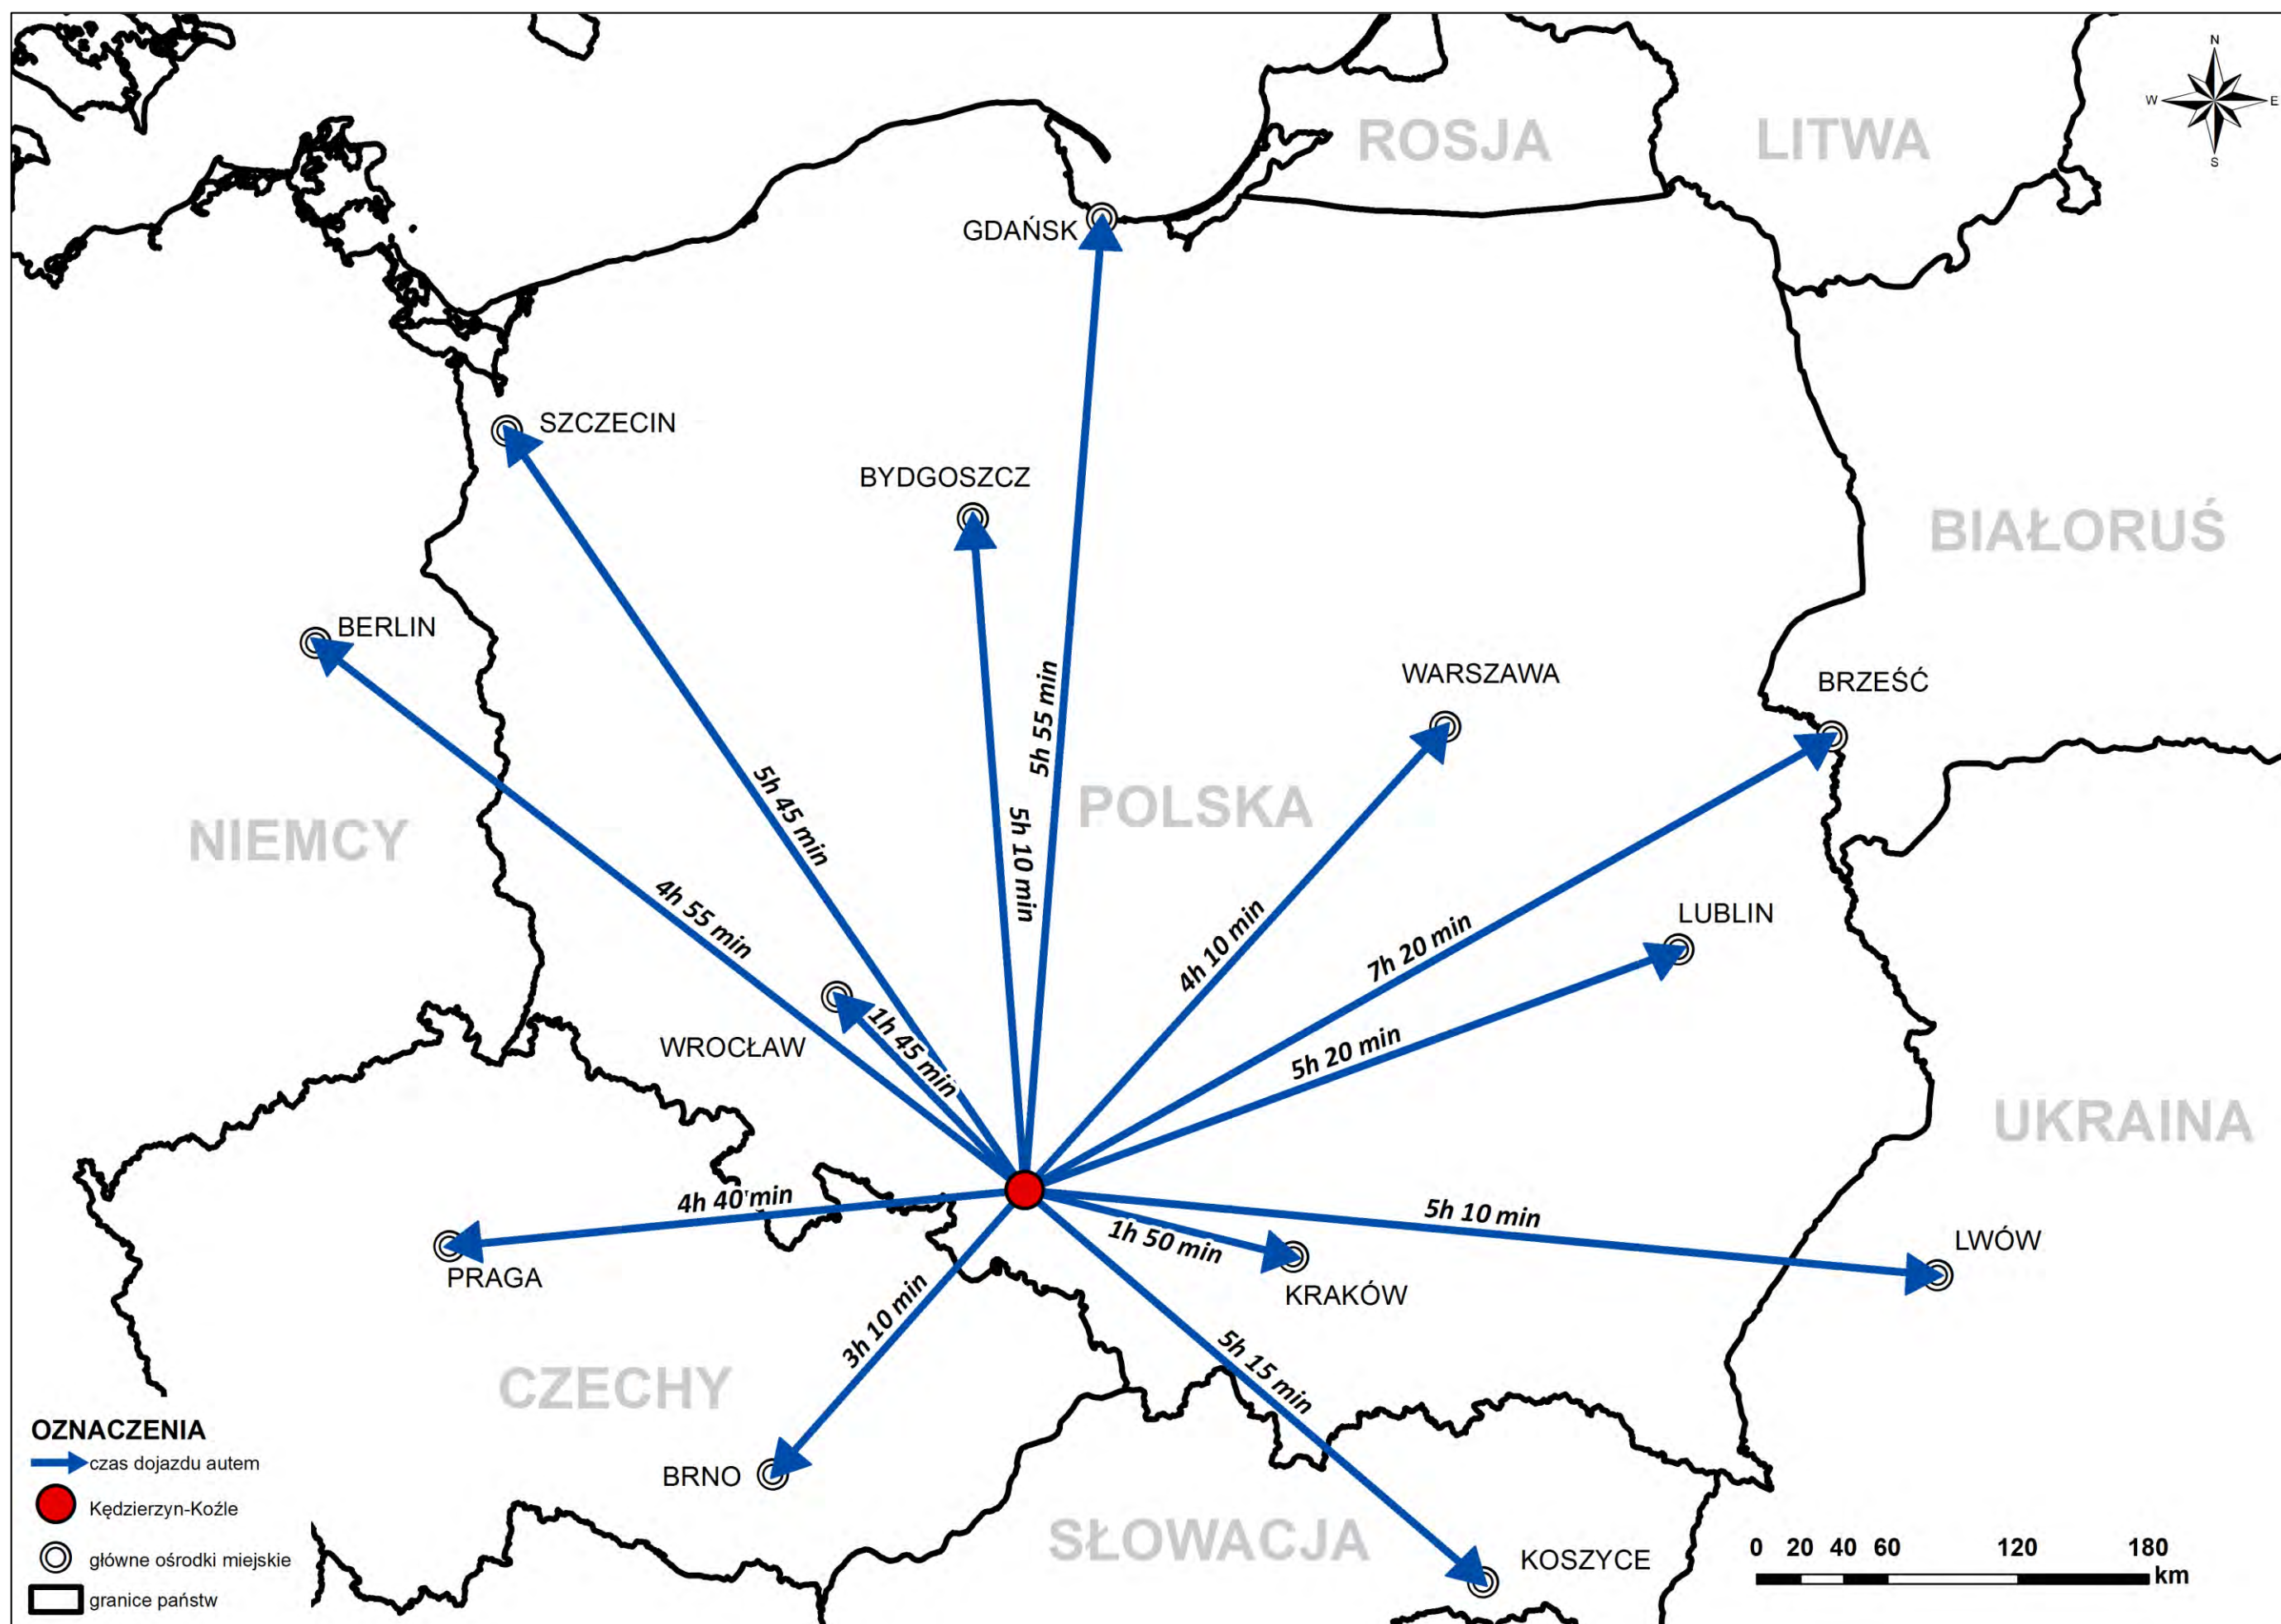 N
W
E
S
ROSJA
LITWA
GDAŃSK
SZCZECIN
BYDGOSZCZ
BIAŁORUŚ
BERLIN
WARSZAWA
BRZEŚĆ
5h 55 min
5h 45 min
POLSKA
NIEMCY
5h 10 min
4h 55 min
4h 10 min
7h 20 min
LUBLIN
WROCŁAW
1h 45 min
5h 20 min
UKRAINA
4h 40 min
5h 10 min
1h 50 min
LWÓW
PRAGA
KRAKÓW
3h 10 min
5h 15 min
CZECHY
BRNO
SŁOWACJA
KOSZYCE
OZNACZENIA
czas dojazdu autem
Kędzierzyn-Koźle
główne ośrodki miejskie
granice państw
0 20 40 60 120 180
km